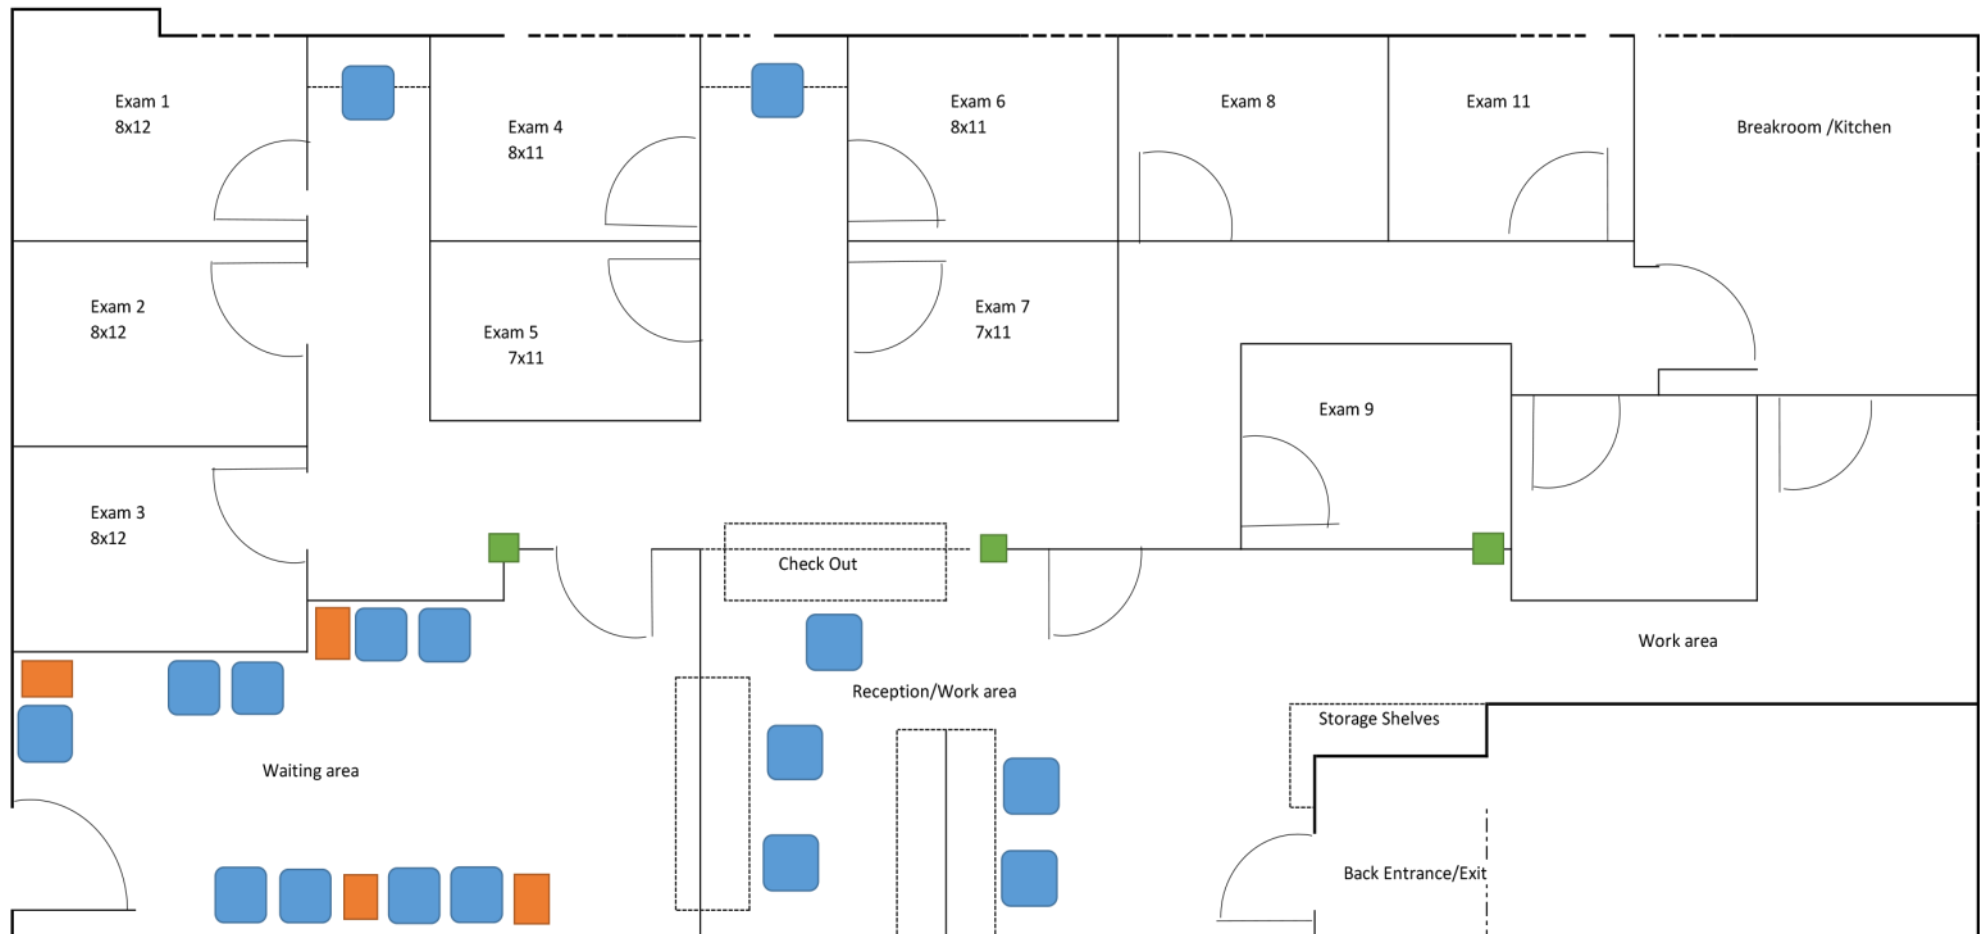 Exam 1
8x12
Exam 4
8x11
Exam 6
8x11
Exam 8
Exam 11
Breakroom /Kitchen
Exam 2
8x12
Exam 5
7x11
Exam 7
7x11
Exam 9
Exam 3
8x12
Check Out
Work area
Reception/Work area
Storage Shelves
Waiting area
Back Entrance/Exit